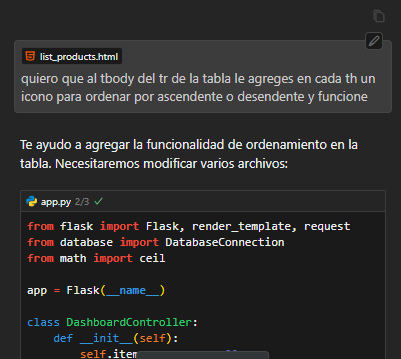 list_products.html
quiero que al tbody del tr de la tabla le agreges en cada th un
icono para ordenar por ascendente o desendente y funcione
Te ayudo a agregar la funcionalidad de ordenamiento en la
tabla. Necesitaremos modificar varios archivos:
app.py 2/3
from flask import Flask, render_template, request
from database import DatabaseConnection
from math import ceil
app = Flask(__name__)
class DashboardController:
def __init__(self):